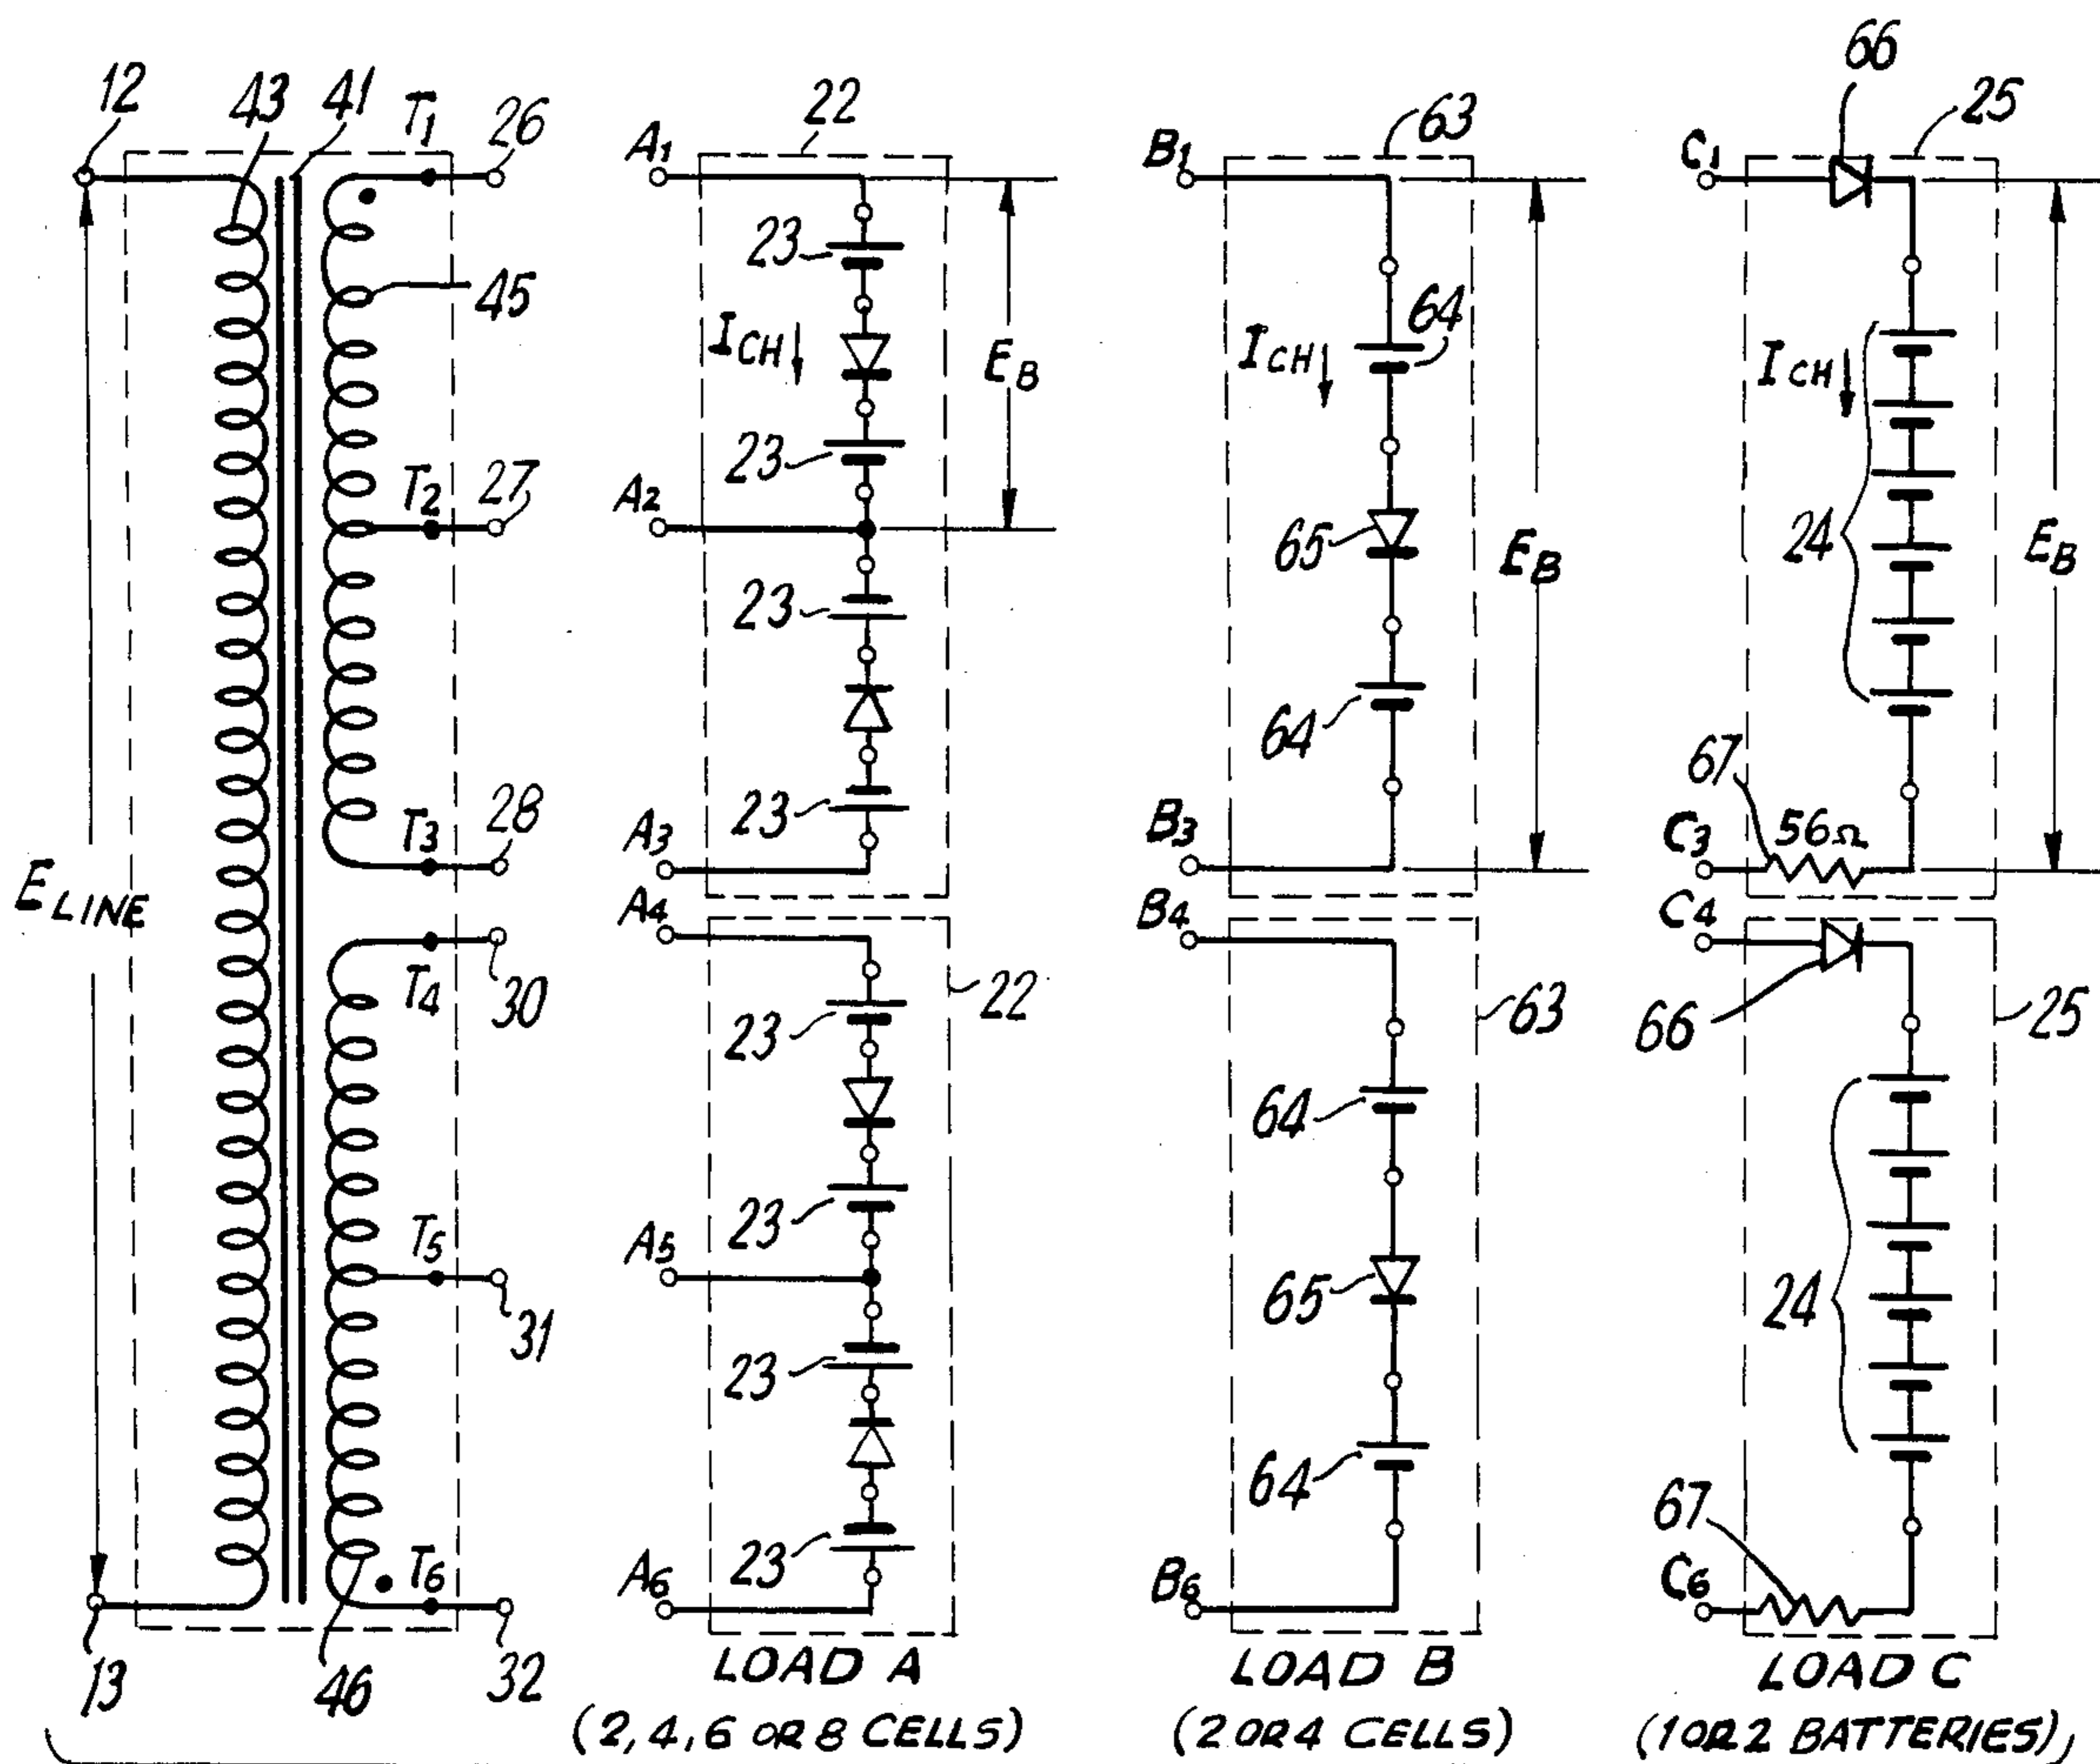 12
43
41
T1
26
45
T2
27
T3
28
T4
30
T5
31
T6
32
46
13
ELINE
22
A1
23
ICH
EB
23
A2
23
23
A3
A4
22
23
23
A5
23
23
A6
LOAD A
(2, 4, 6 OR 8 CELLS)
63
B1
64
ICH
65
EB
64
B3
B4
63
64
65
64
B6
LOAD B
(2 OR 4 CELLS)
66
25
C1
ICH
24
EB
67
56Ω
C3
C4
66
25
24
67
C6
LOAD C
(1 OR 2 BATTERIES)